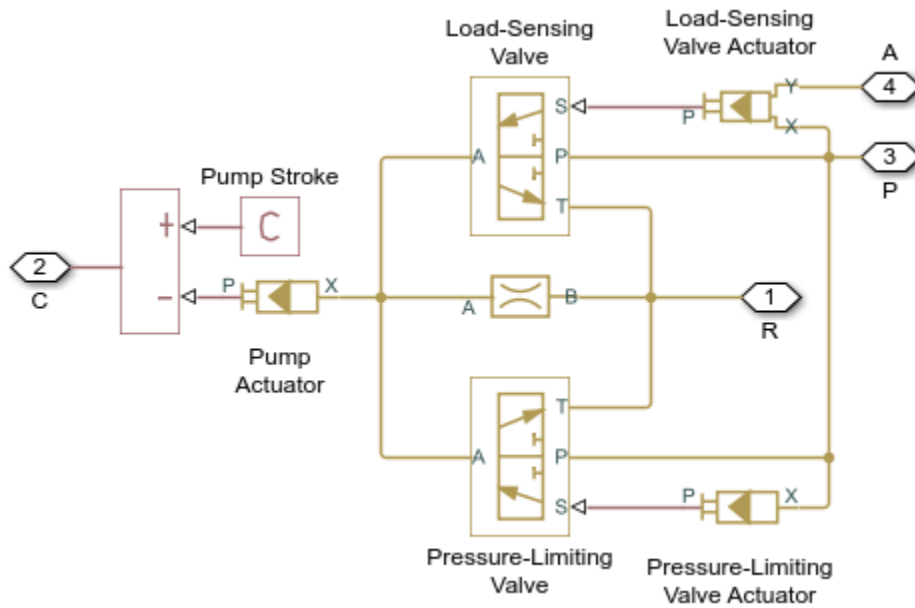 Load-Sensing
Valve
Load-Sensing
Valve Actuator
A
4
Y
S
P
X
A
P
3
P
Pump Stroke
T
+
C
2
C
P
X
−
A
B
1
R
Pump
Actuator
T
A
P
P
X
S
Pressure-Limiting
Valve
Pressure-Limiting
Valve Actuator